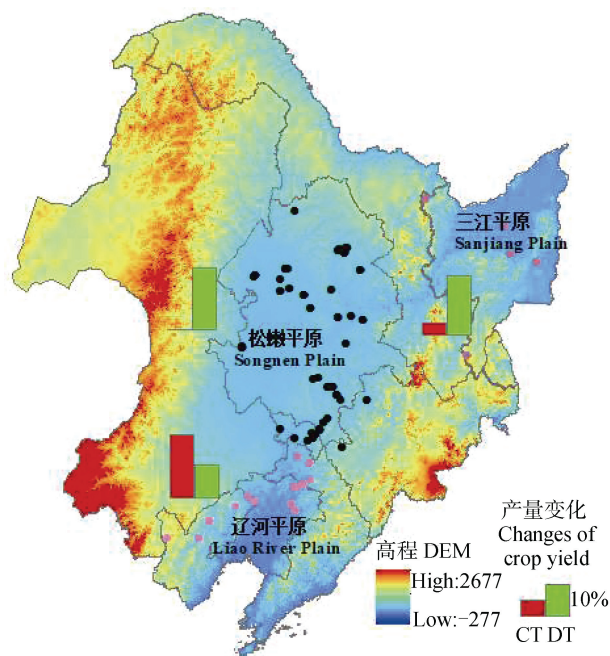 三江平原
Sanjiang Plain
松嫩平原
Songnen Plain
辽河平原
Liao River Plain
产量变化
Changes of
crop yield
高程 DEM
High:2677
Low:-277
10%
CT DT